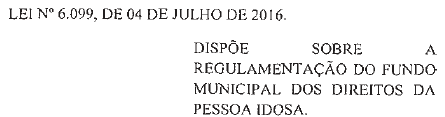 LEI Nº 6.099, DE 04 DE JULHO DE 2016.
DISPÕE SOBRE A
REGULAMENTAÇÃO DO FUNDO
MUNICIPAL DOS DIREITOS DA
PESSOA IDOSA.